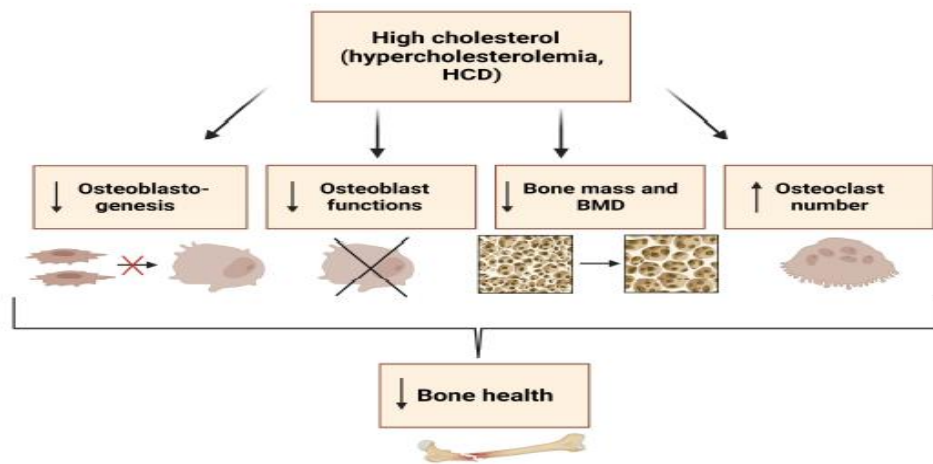 High cholesterol
(hypercholesterolemia,
HCD)
↓ Osteoblasto-
genesis
↓ Osteoblast
functions
↓ Bone mass and
BMD
↑ Osteoclast
number
↓ Bone health